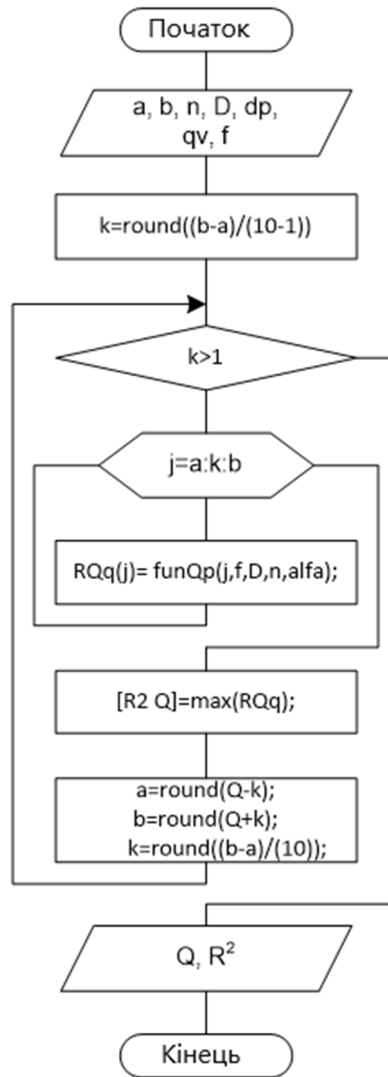 Початок
a, b, n, D, dp,
qv, f
k=round((b-a)/(10-1))
k>1
j=a:k:b
RQq(j)= funQp(j,f,D,n,alfa);
[R2 Q]=max(RQq);
a=round(Q-k);
b=round(Q+k);
k=round((b-a)/(10));
Q, R²
Кінець